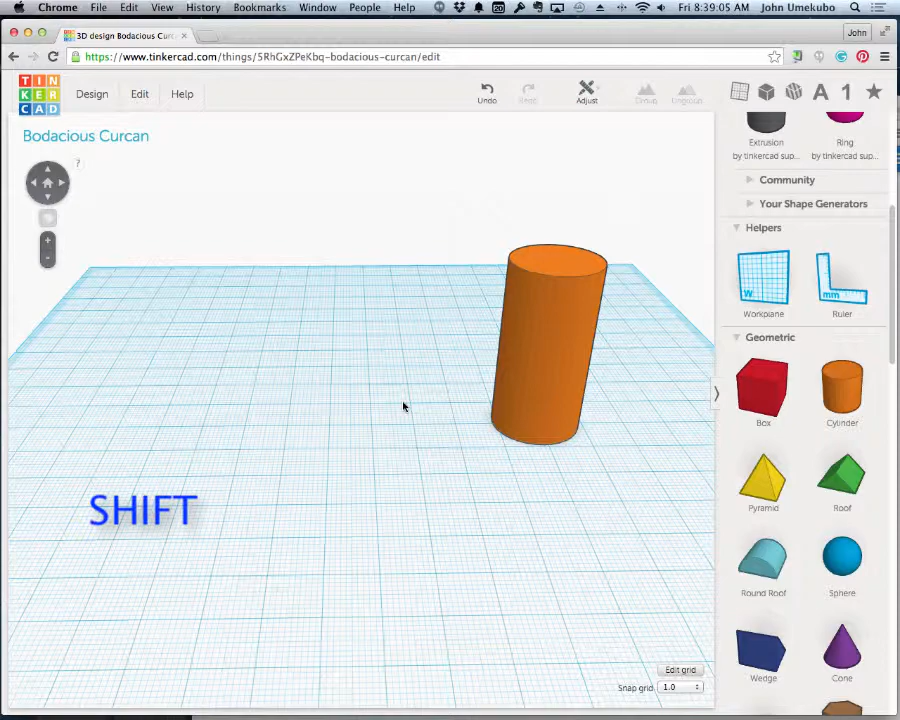 Chrome File Edit View History Bookmarks Window People Help Fri 8:39:05 AM John Umekubo
3D design Bodacious Curc
John
https://www.tinkercad.com/things/5RhGxZPeKbq-bodacious-curcan/edit
TIN
KER
CAD
Design Edit Help
Undo Redo Adjust Group Ungroup
A 1
Bodacious Curcan
?
Extrusion Ring
by tinkercad sup... by tinkercad sup...
Community
Your Shape Generators
Helpers
W mm
Workplane Ruler
Geometric
Box Cylinder
Pyramid Roof
SHIFT
Round Roof Sphere
Wedge Cone
Edit grid
Snap grid 1.0